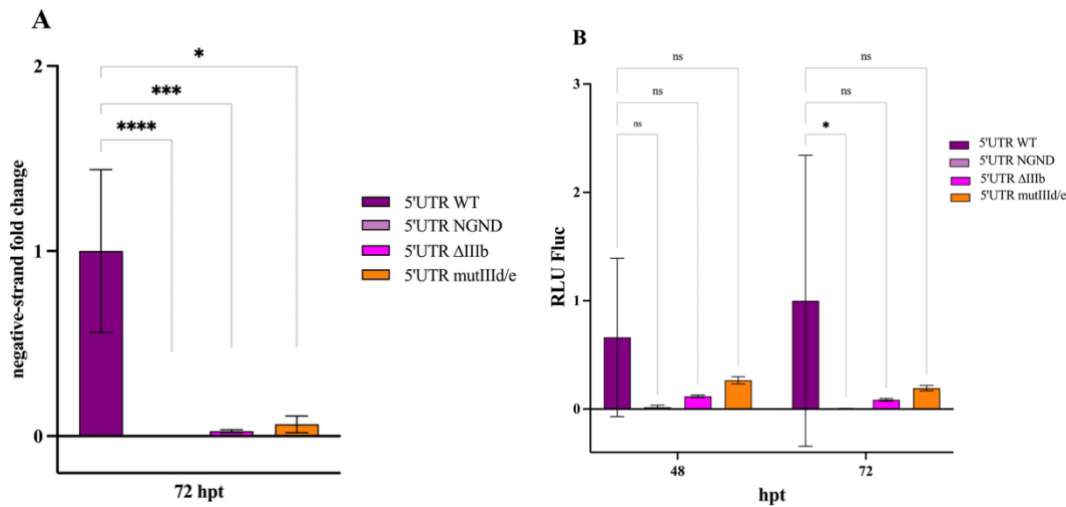 A
negative-strand fold change
2
1
0
*
***
****
72 hpt
5'UTR WT
5'UTR NGND
5'UTR ΔIIIb
5'UTR mutIIId/e
B
RLU Fluc
3
2
1
0
ns
ns
ns
ns
ns
*
48
72
hpt
5'UTR WT
5'UTR NGND
5'UTR ΔIIIb
5'UTR mutIIId/e